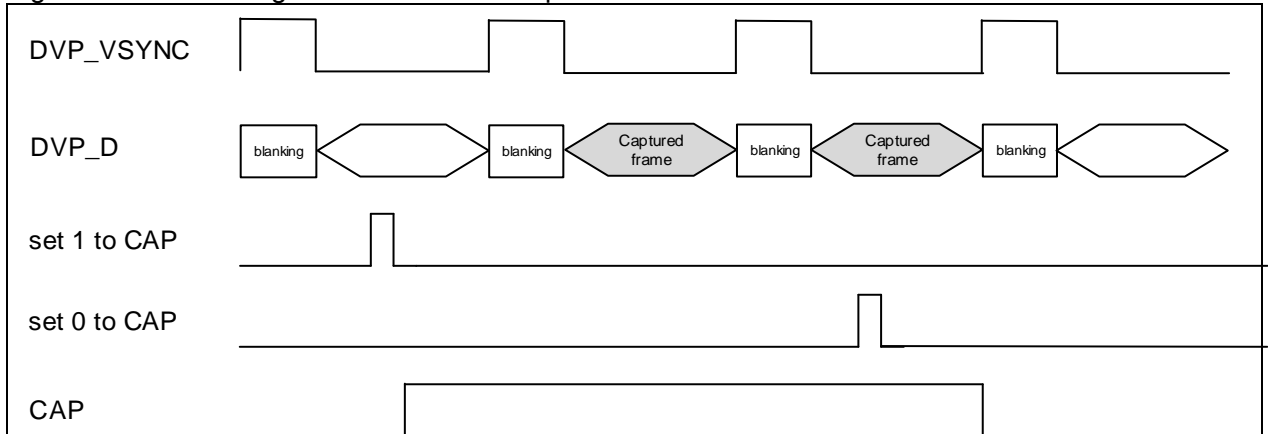 DVP_VSYNC
DVP_D
blanking
blanking
Captured
frame
blanking
Captured
frame
blanking
set 1 to CAP
set 0 to CAP
CAP